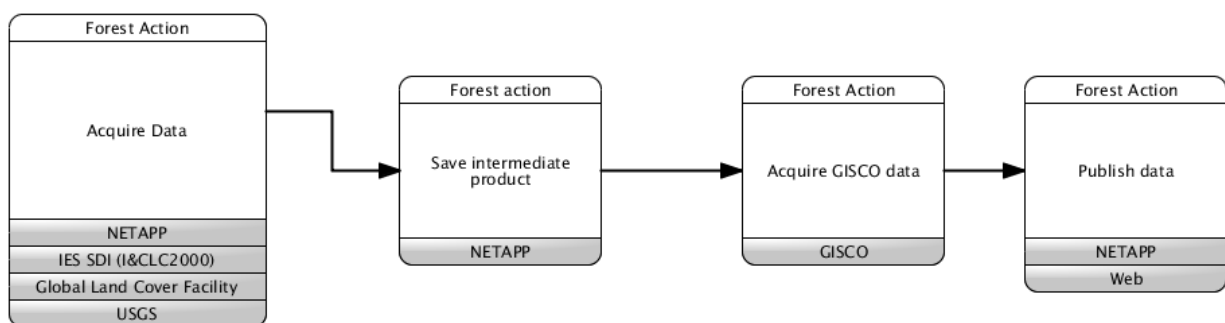 Forest Action
Acquire Data
NETAPP
IES SDI (I&CLC2000)
Global Land Cover Facility
USGS
Forest action
Save intermediate
product
NETAPP
Forest Action
Acquire GISCO data
GISCO
Forest Action
Publish data
NETAPP
Web